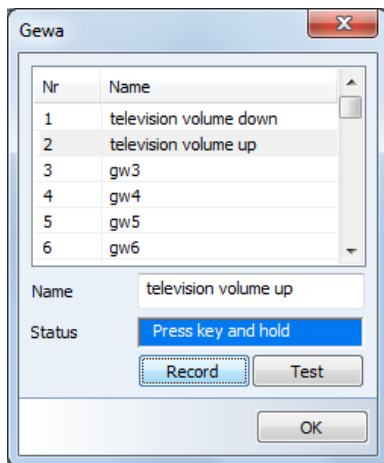 Gewa
Nr Name
1 television volume down
2 television volume up
3 gw3
4 gw4
5 gw5
6 gw6
Name television volume up
Status Press key and hold
Record Test
OK